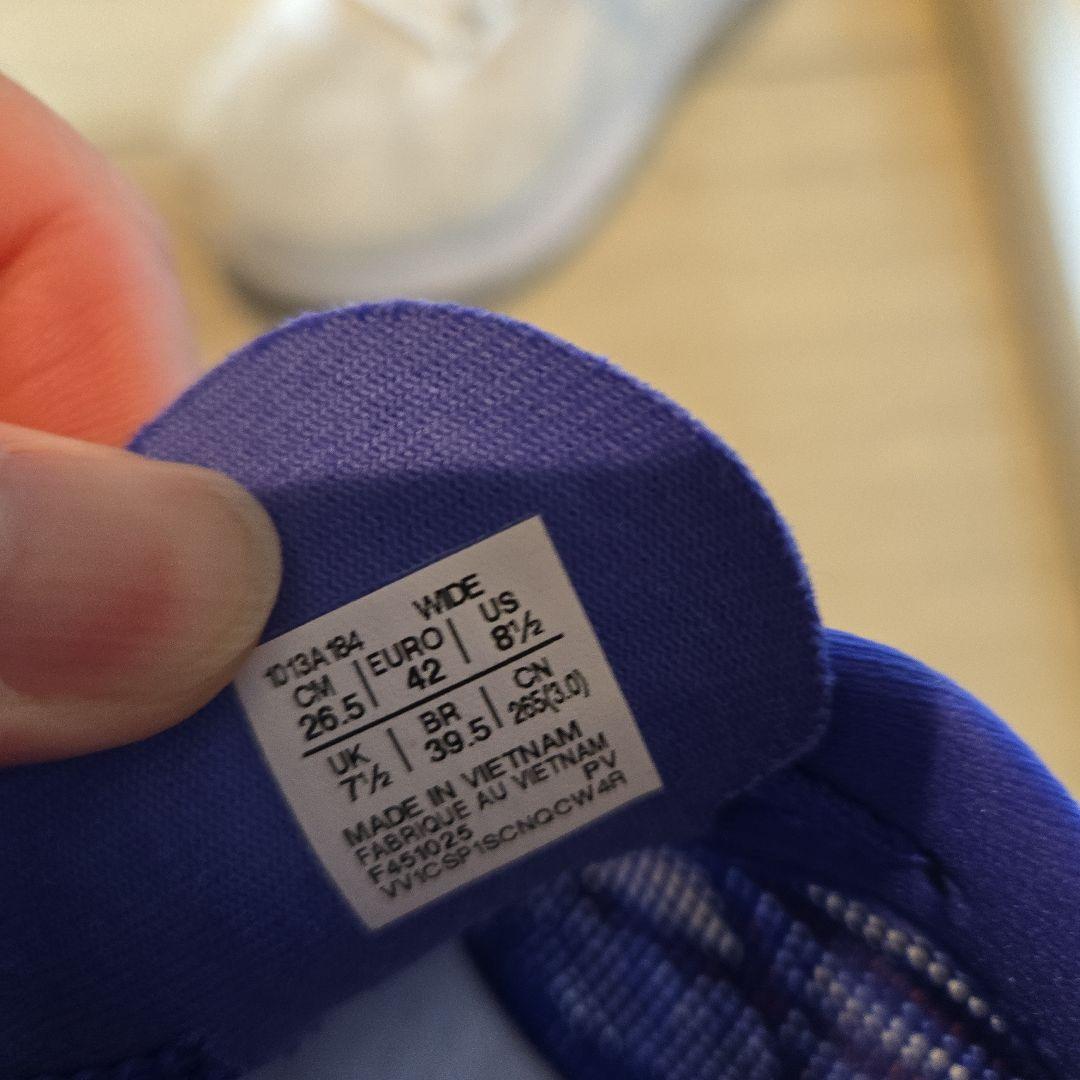 WIDE
1013A184
CM | EURO | US
26.5 | 42 | 8½
UK | BR | CN
7½ | 39.5 | 265(3.0)
MADE IN VIETNAM
FABRIQUE AU VIETNAM
F451025 PV
VV1CSP1SCNQCW4R